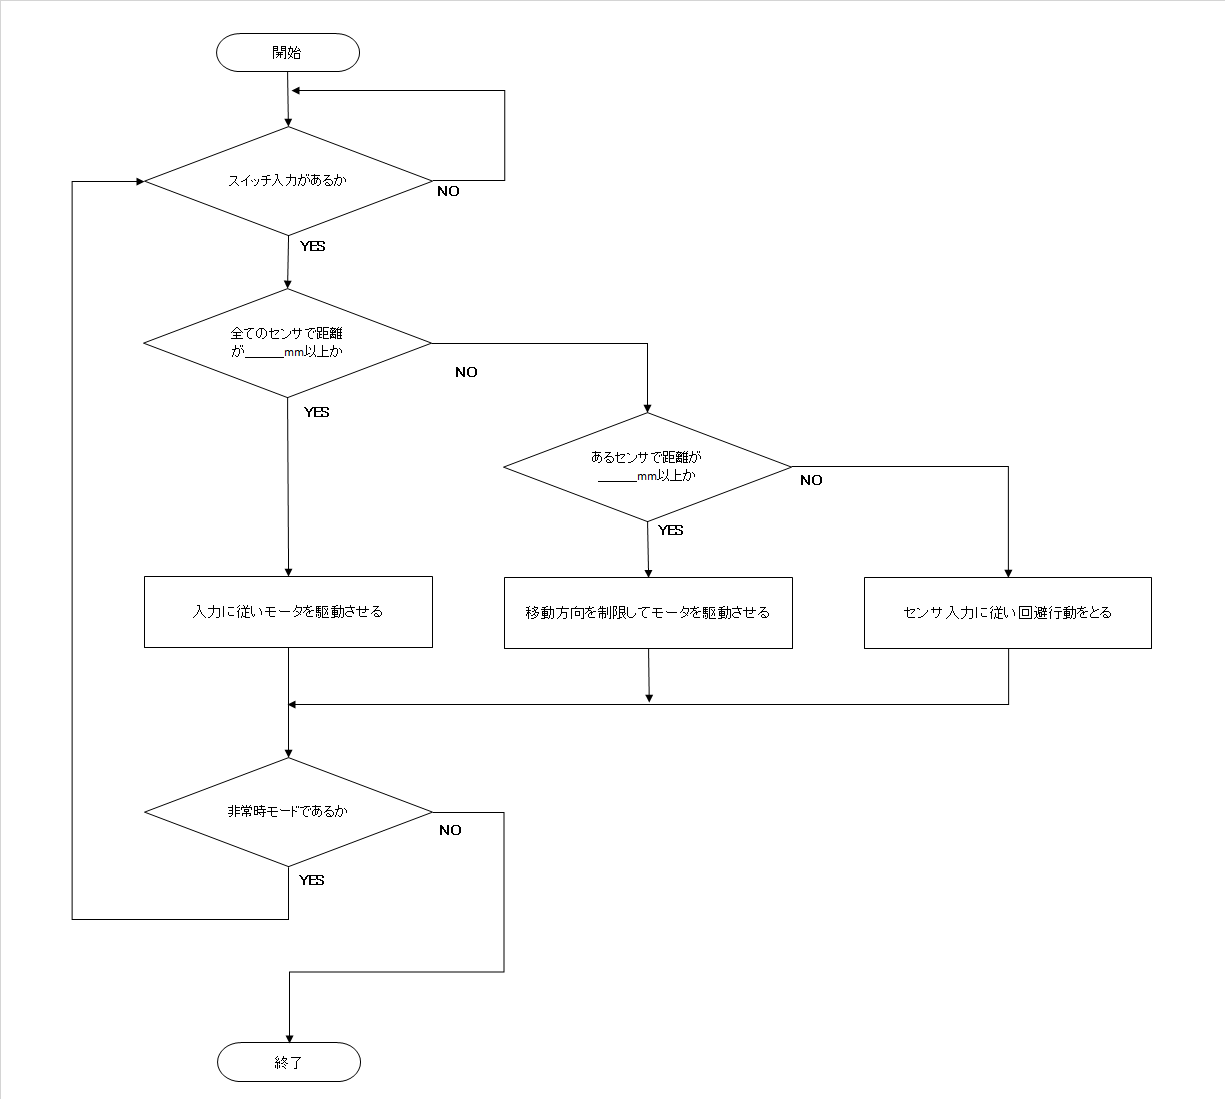 開始
スイッチ入力があるか
NO
YES
全てのセンサで距離
が______mm以上か
NO
YES
あるセンサで距離が
______mm以上か
NO
YES
入力に従いモータを駆動させる
移動方向を制限してモータを駆動させる
センサ入力に従い回避行動をとる
非常時モードであるか
NO
YES
終了